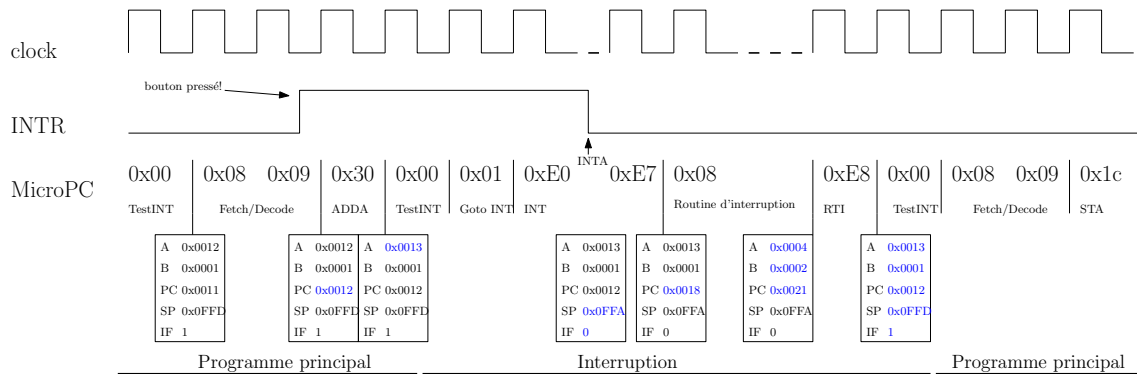 clock
bouton pressé!
INTR
INTA
MicroPC
0x00 0x08 0x09 0x30 0x00 0x01 0xE0 0xE7 0x08 0xE8 0x00 0x08 0x09 0x1c
TestINT Fetch/Decode ADDA TestINT Goto INT INT Routine d'interruption RTI TestINT Fetch/Decode STA
A 0x0012
B 0x0001
PC 0x0011
SP 0x0FFD
IF 1
A 0x0012
B 0x0001
PC 0x0012
SP 0x0FFD
IF 1
A 0x0013
B 0x0001
PC 0x0012
SP 0x0FFD
IF 1
A 0x0013
B 0x0001
PC 0x0012
SP 0x0FFA
IF 0
A 0x0013
B 0x0001
PC 0x0018
SP 0x0FFA
IF 0
A 0x0004
B 0x0002
PC 0x0021
SP 0x0FFA
IF 0
A 0x0013
B 0x0001
PC 0x0012
SP 0x0FFD
IF 1
Programme principal Interruption Programme principal